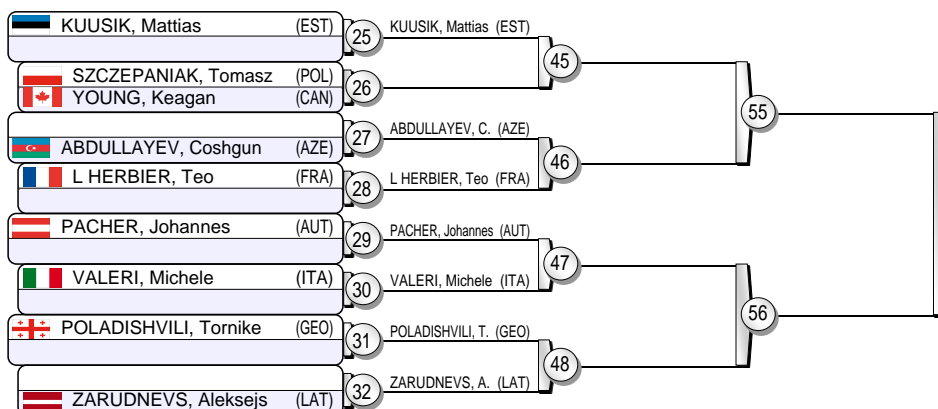 KUUSIK, Mattias (EST) 25 KUUSIK, Mattias (EST)
45
SZCZEPANIAK, Tomasz (POL)
26
YOUNG, Keagan (CAN)
55
27 ABDULLAYEV, C. (AZE)
ABDULLAYEV, Coshgun (AZE)
46
L HERBIER, Teo (FRA) 28 L HERBIER, Teo (FRA)
PACHER, Johannes (AUT) 29 PACHER, Johannes (AUT)
47
VALERI, Michele (ITA) 30 VALERI, Michele (ITA)
56
POLADISHVILI, Tornike (GEO) 31 POLADISHVILI, T. (GEO)
48
32 ZARUDNEVS, A. (LAT)
ZARUDNEVS, Aleksejs (LAT)